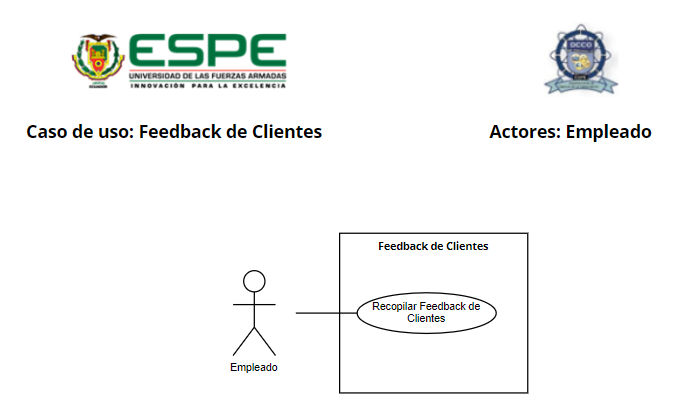 ESPE
UNIVERSIDAD DE LAS FUERZAS ARMADAS
INNOVACIÓN PARA LA EXCELENCIA
ECUADOR
DCCO
Caso de uso: Feedback de Clientes
Actores: Empleado
Feedback de Clientes
Recopilar Feedback de
Clientes
Empleado